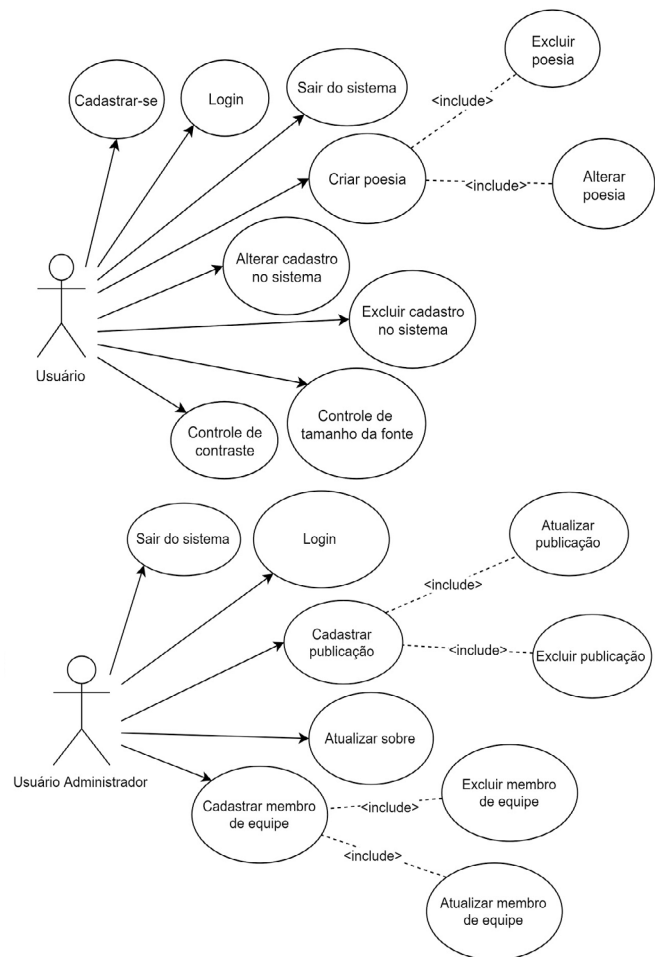 Excluir
poesia
Sair do sistema
Cadastrar-se
Login
<include>
Criar poesia
<include>
Alterar
poesia
Alterar cadastro
no sistema
Excluir cadastro
no sistema
Usuário
Controle de
tamanho da fonte
Controle de
contraste
Sair do sistema
Login
Atualizar
publicação
<include>
Cadastrar
publicação
<include>
Excluir publicação
Atualizar sobre
Usuário Administrador
Excluir membro
de equipe
Cadastrar membro
de equipe
<include>
<include>
Atualizar membro
de equipe